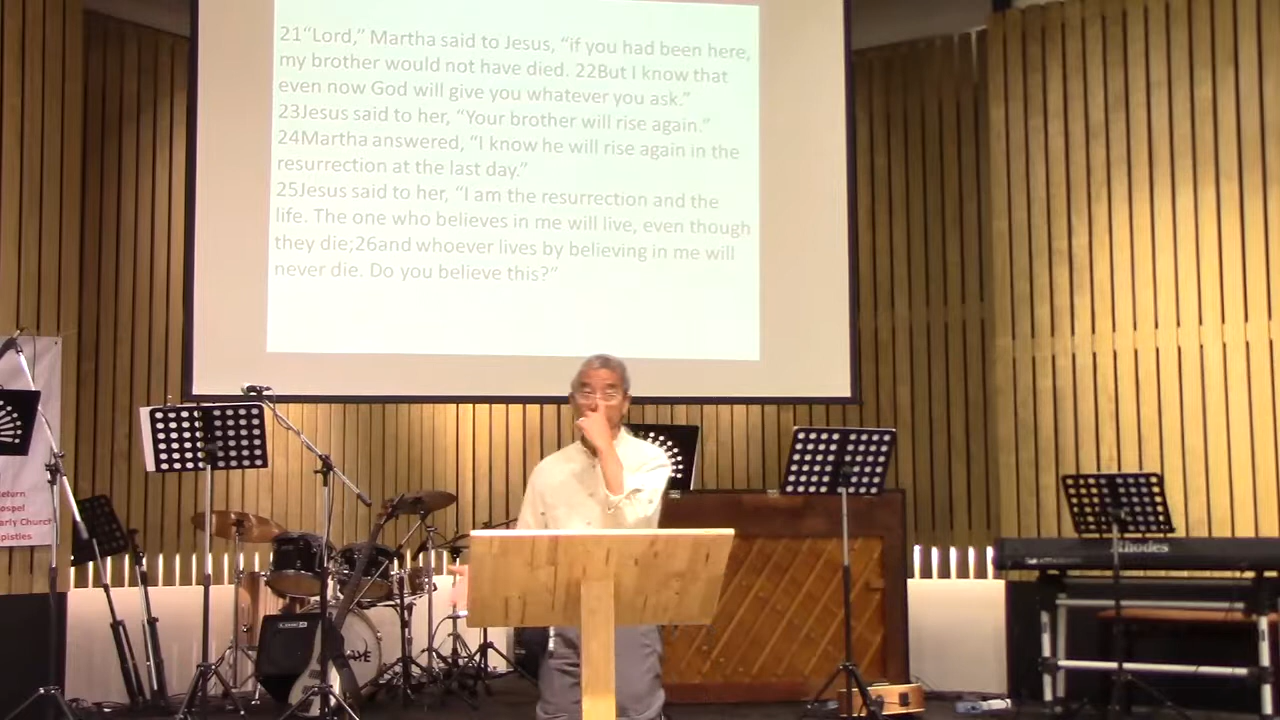 21“Lord,” Martha said to Jesus, “if you had been here,
my brother would not have died. 22But I know that
even now God will give you whatever you ask.”
23Jesus said to her, “Your brother will rise again.”
24Martha answered, “I know he will rise again in the
resurrection at the last day.”
25Jesus said to her, “I am the resurrection and the
life. The one who believes in me will live, even though
they die;26and whoever lives by believing in me will
never die. Do you believe this?”
eturn
ospel
arly Church
pistles
Rhodes